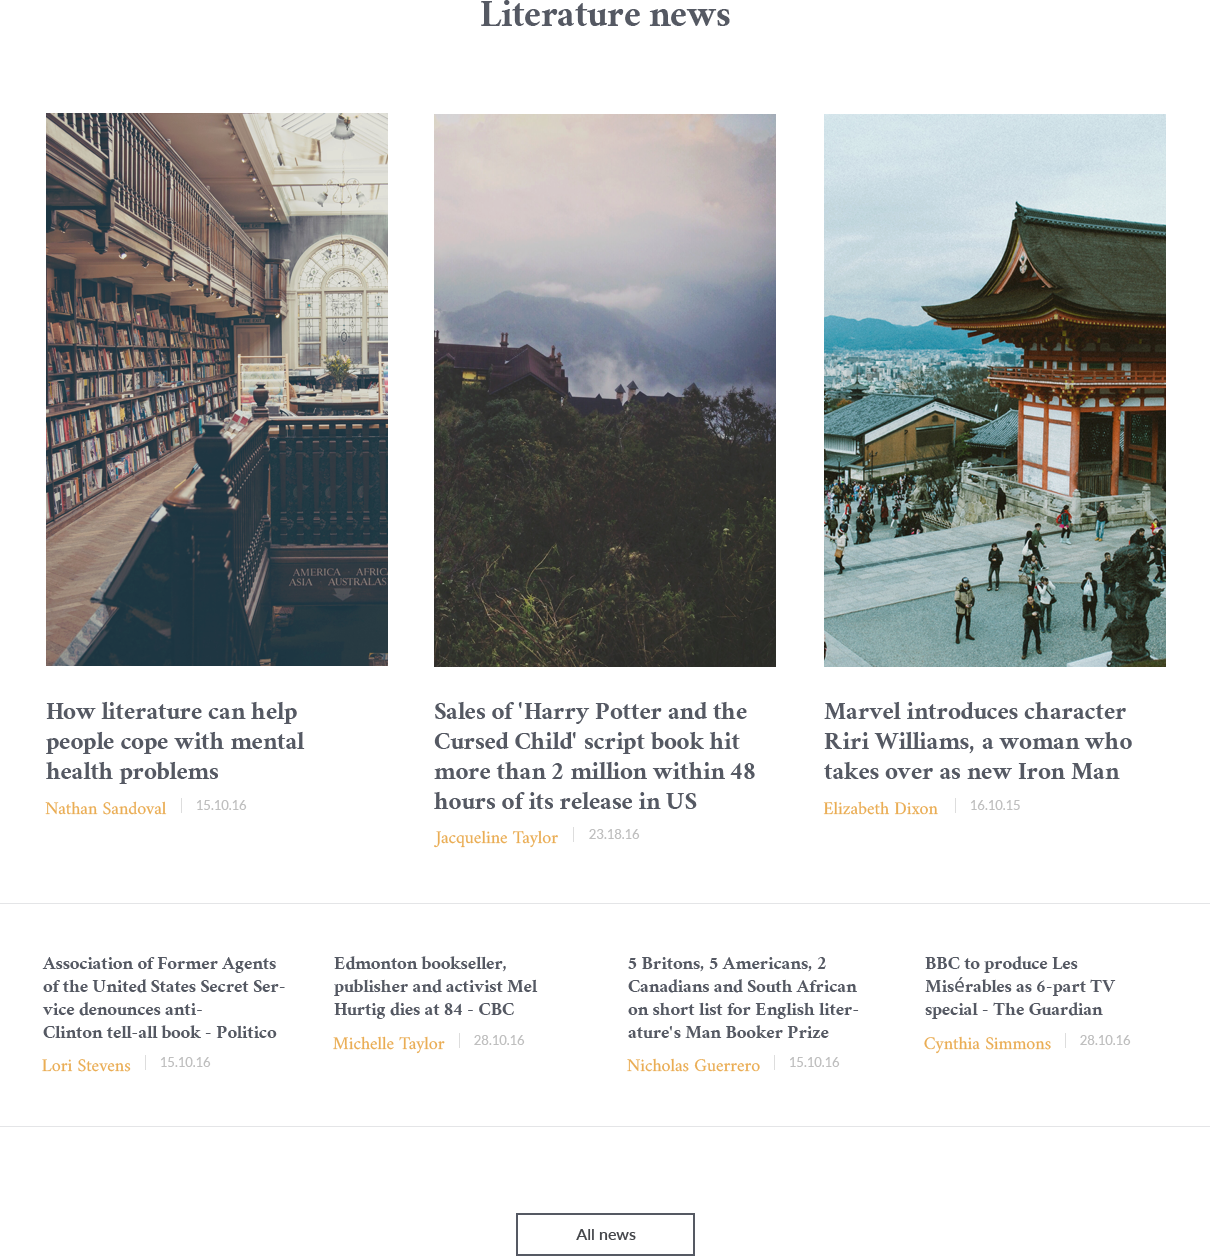 Literature news
AMERICA AFRIC
ASIA AUSTRALAS
How literature can help
people cope with mental
health problems
Nathan Sandoval
15.10.16
Sales of 'Harry Potter and the
Cursed Child' script book hit
more than 2 million within 48
hours of its release in US
Jacqueline Taylor
23.18.16
Marvel introduces character
Riri Williams, a woman who
takes over as new Iron Man
Elizabeth Dixon
16.10.15
Association of Former Agents
of the United States Secret Ser-
vice denounces anti-
Clinton tell-all book - Politico
Lori Stevens
15.10.16
Edmonton bookseller,
publisher and activist Mel
Hurtig dies at 84 - CBC
Michelle Taylor
28.10.16
5 Britons, 5 Americans, 2
Canadians and South African
on short list for English liter-
ature's Man Booker Prize
Nicholas Guerrero
15.10.16
BBC to produce Les
Misérables as 6-part TV
special - The Guardian
Cynthia Simmons
28.10.16
All news